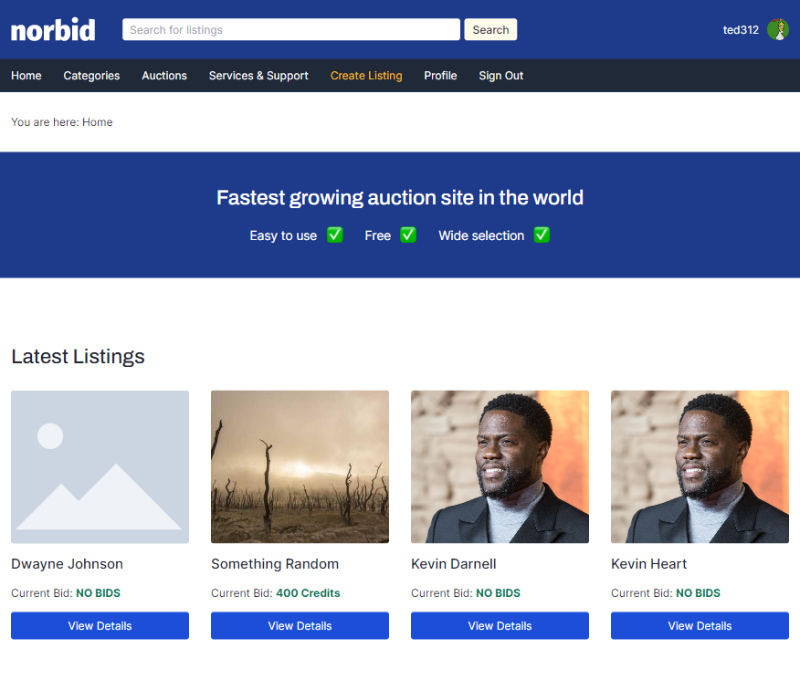 norbid
Search for listings
Search
ted312
Home Categories Auctions Services & Support Create Listing Profile Sign Out
You are here: Home
Fastest growing auction site in the world
Easy to use ✅ Free ✅ Wide selection ✅
Latest Listings
Dwayne Johnson
Current Bid: NO BIDS
View Details
Something Random
Current Bid: 400 Credits
View Details
Kevin Darnell
Current Bid: NO BIDS
View Details
Kevin Heart
Current Bid: NO BIDS
View Details